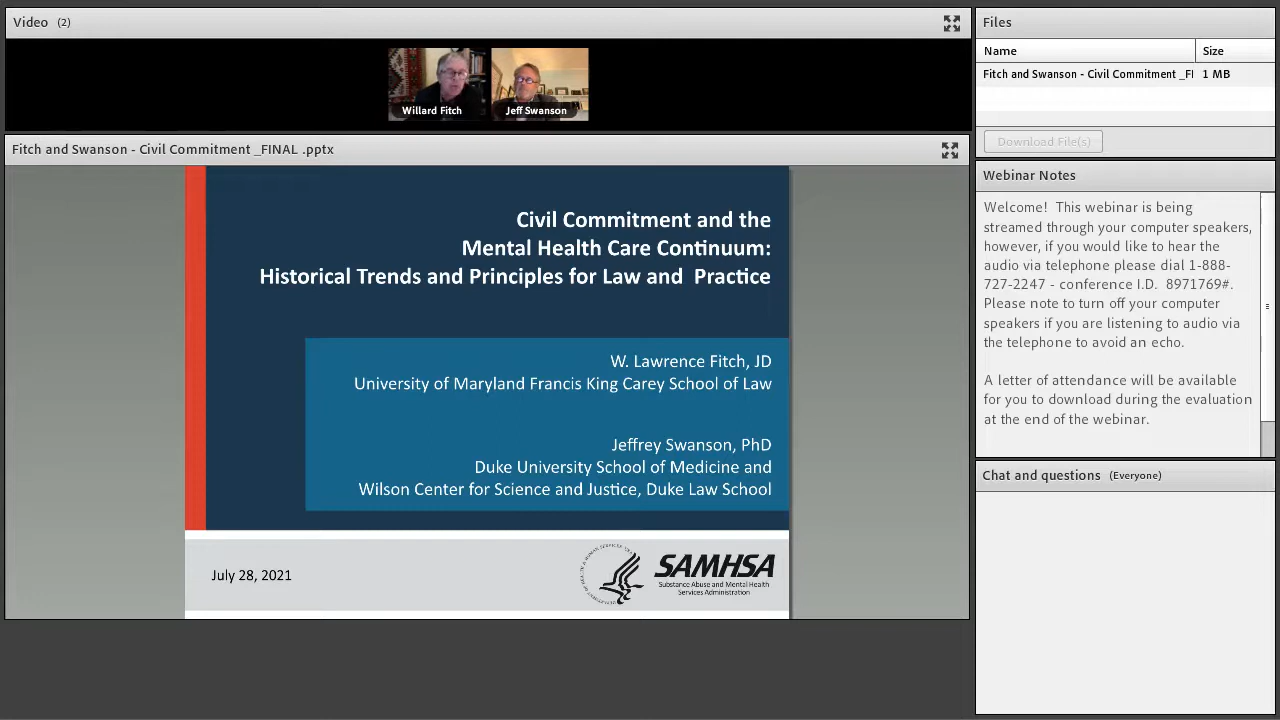 Video (2)
Willard Fitch
Jeff Swanson
Fitch and Swanson - Civil Commitment _FINAL .pptx
Civil Commitment and the
Mental Health Care Continuum:
Historical Trends and Principles for Law and Practice
W. Lawrence Fitch, JD
University of Maryland Francis King Carey School of Law
Jeffrey Swanson, PhD
Duke University School of Medicine and
Wilson Center for Science and Justice, Duke Law School
July 28, 2021
SAMHSA
Substance Abuse and Mental Health
Services Administration
Files
Name Size
Fitch and Swanson - Civil Commitment _FI 1 MB
Download File(s)
Webinar Notes
Welcome! This webinar is being
streamed through your computer speakers,
however, if you would like to hear the
audio via telephone please dial 1-888-
727-2247 - conference I.D. 8971769#.
Please note to turn off your computer
speakers if you are listening to audio via
the telephone to avoid an echo.
A letter of attendance will be available
for you to download during the evaluation
at the end of the webinar.
Chat and questions (Everyone)